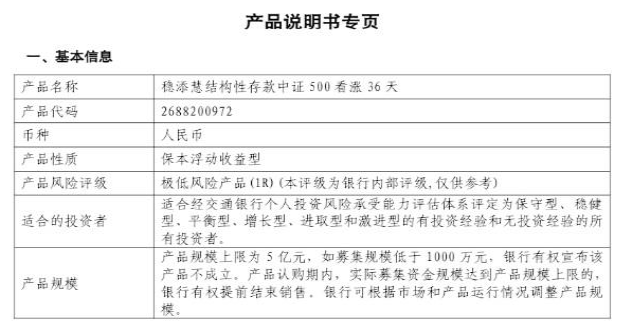 产品说明书专页
一、基本信息
产品名称 稳添慧结构性存款中证 500 看涨 36 天
产品代码 2688200972
币种 人民币
产品性质 保本浮动收益型
产品风险评级 极低风险产品(1R)(本评级为银行内部评级,仅供参考)
适合的投资者 适合经交通银行个人投资风险承受能力评估体系评定为保守型、稳健
型、平衡型、增长型、进取型和激进型的有投资经验和无投资经验的所
有投资者。
产品规模 产品规模上限为 5 亿元,如募集规模低于 1000 万元,银行有权宣布该
产品不成立。产品认购期内,实际募集资金规模达到产品规模上限的,
银行有权提前结束销售。银行可根据市场和产品运行情况调整产品规
模。